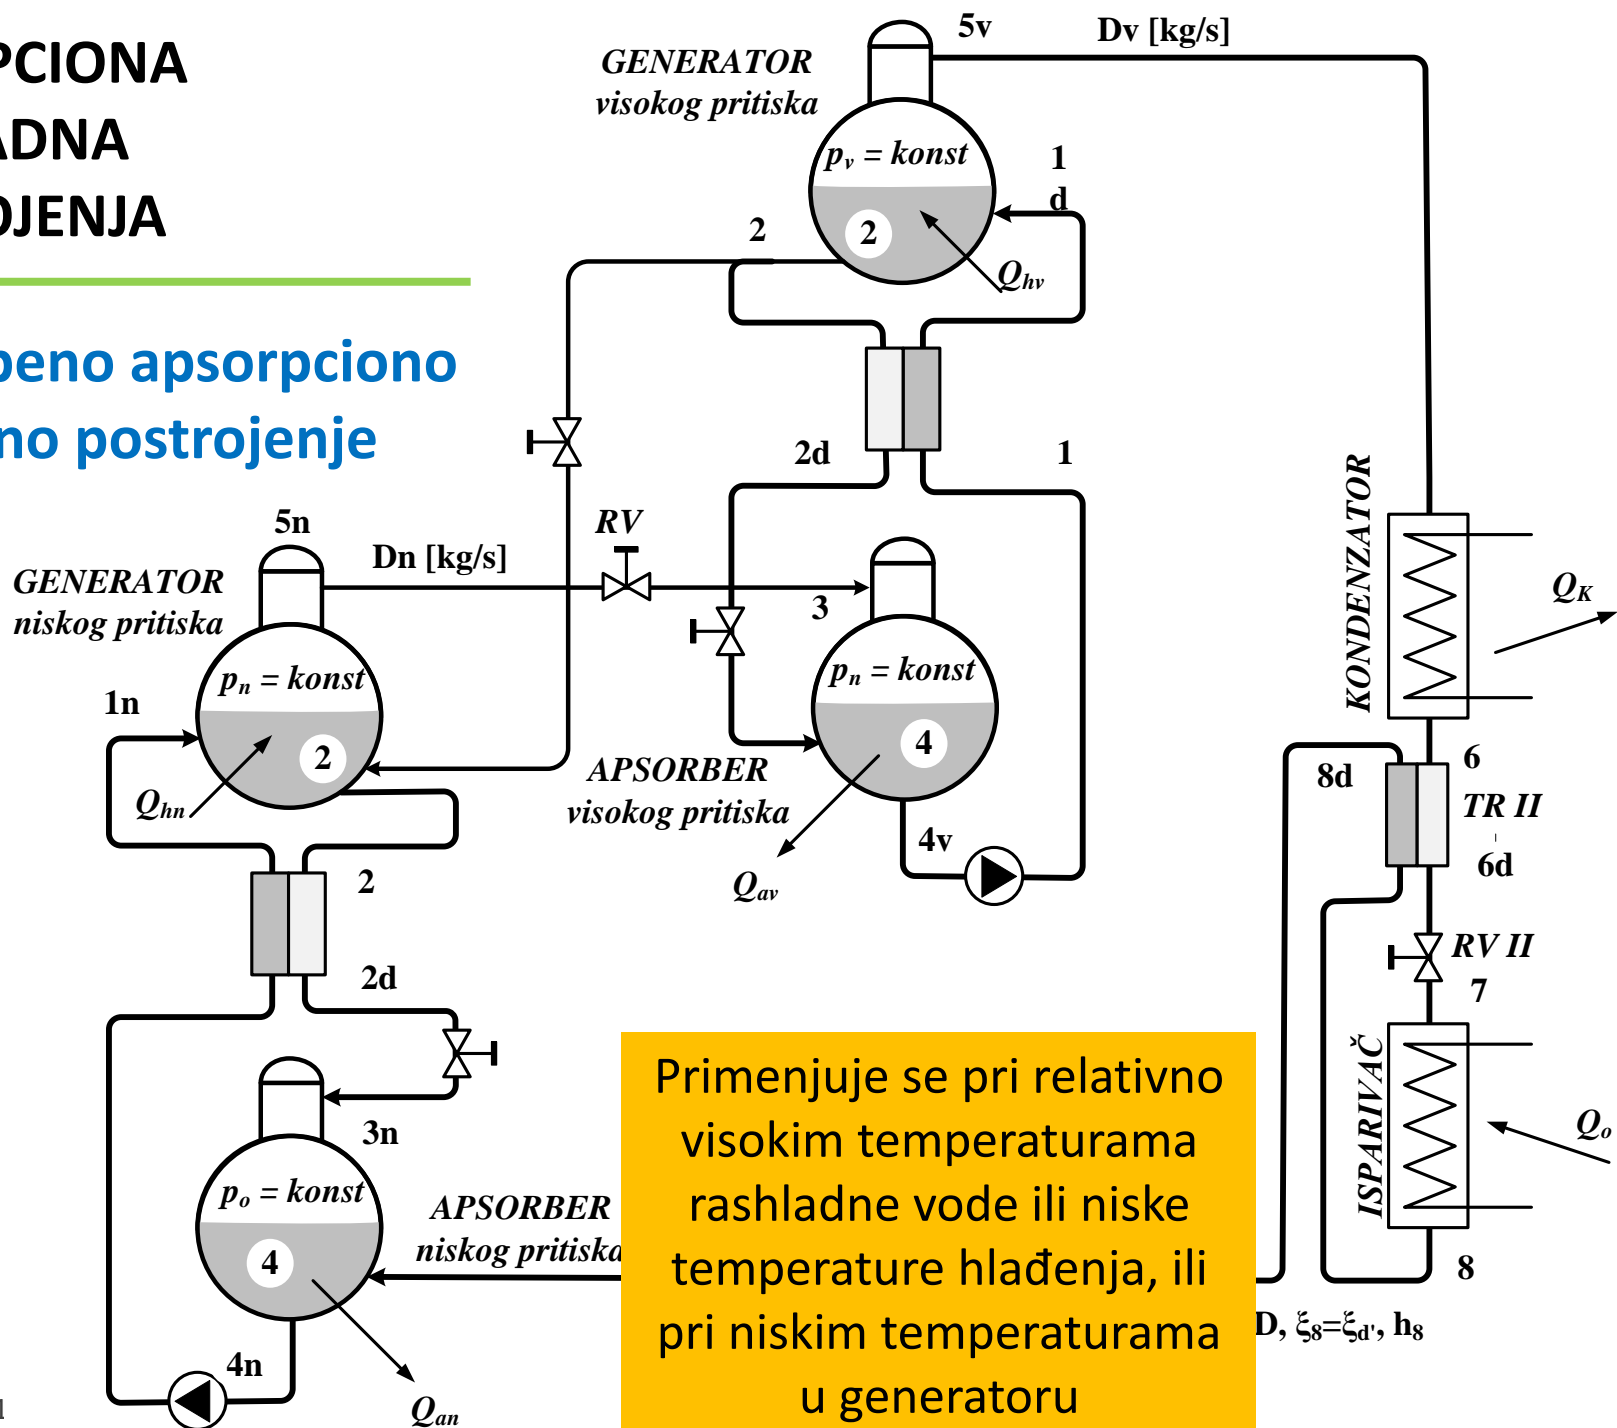 PCIONA
ADNA
OJENJA
peno apsorpciono
no postrojenje
GENERATOR
visokog pritiska
5v
Dv [kg/s]
pv = konst
1
d
2
2
Qhv
2d
1
5n
Dn [kg/s]
RV
GENERATOR
niskog pritiska
3
pn = konst
1n
2
Qhn
pn = konst
4
APSORBER
visokog pritiska
4v
Qav
KONDENZATOR
QK
6
8d
TR II
6d
RV II
7
ISPARIVAČ
Qo
8
2
2d
3n
po = konst
4
APSORBER
niskog pritiska
4n
Qan
Primenjuje se pri relativno
visokim temperaturama
rashladne vode ili niske
temperature hlađenja, ili
pri niskim temperaturama
u generatoru
D, ξ8=ξd', h8